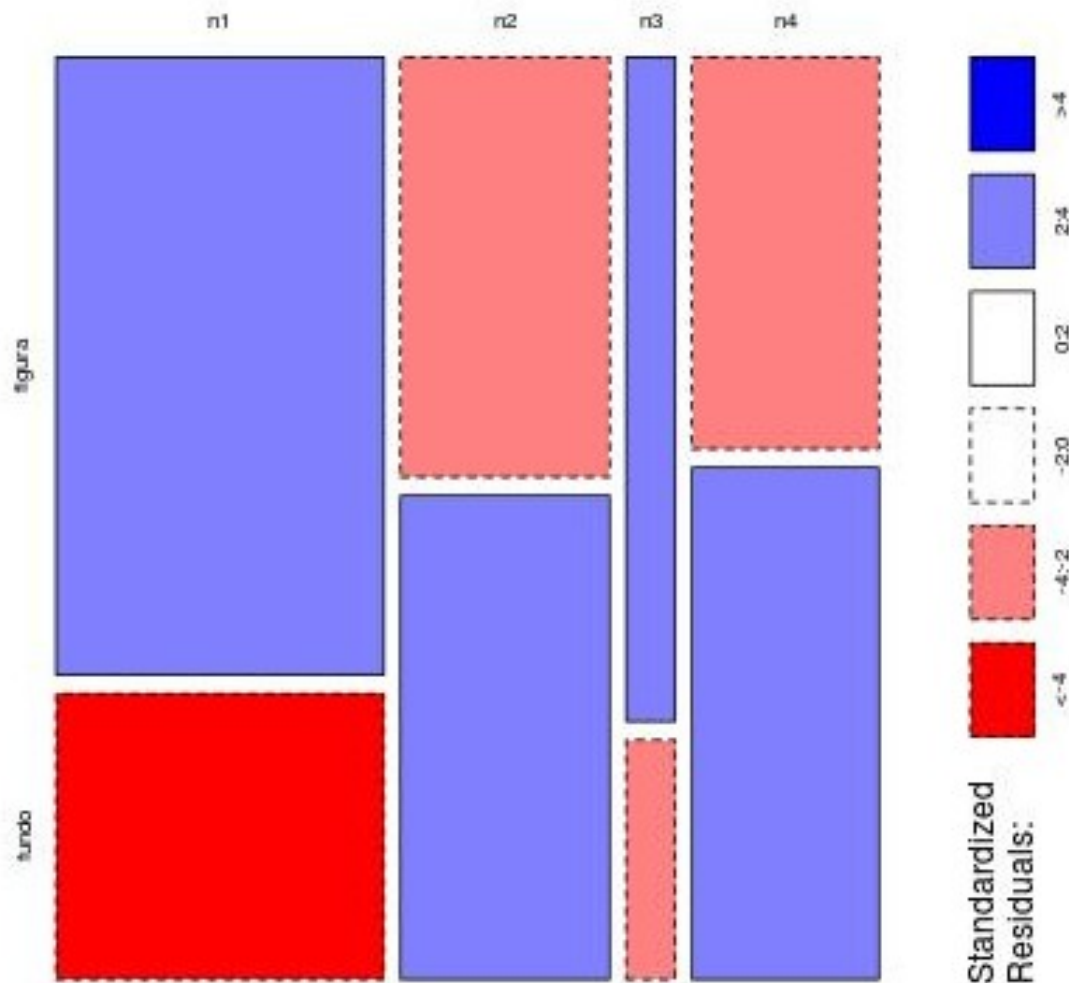 n1 n2 n3 n4
figura
fundo
>4
2:4
0:2
-2:0
-4:-2
<-4
Standardized
Residuals: